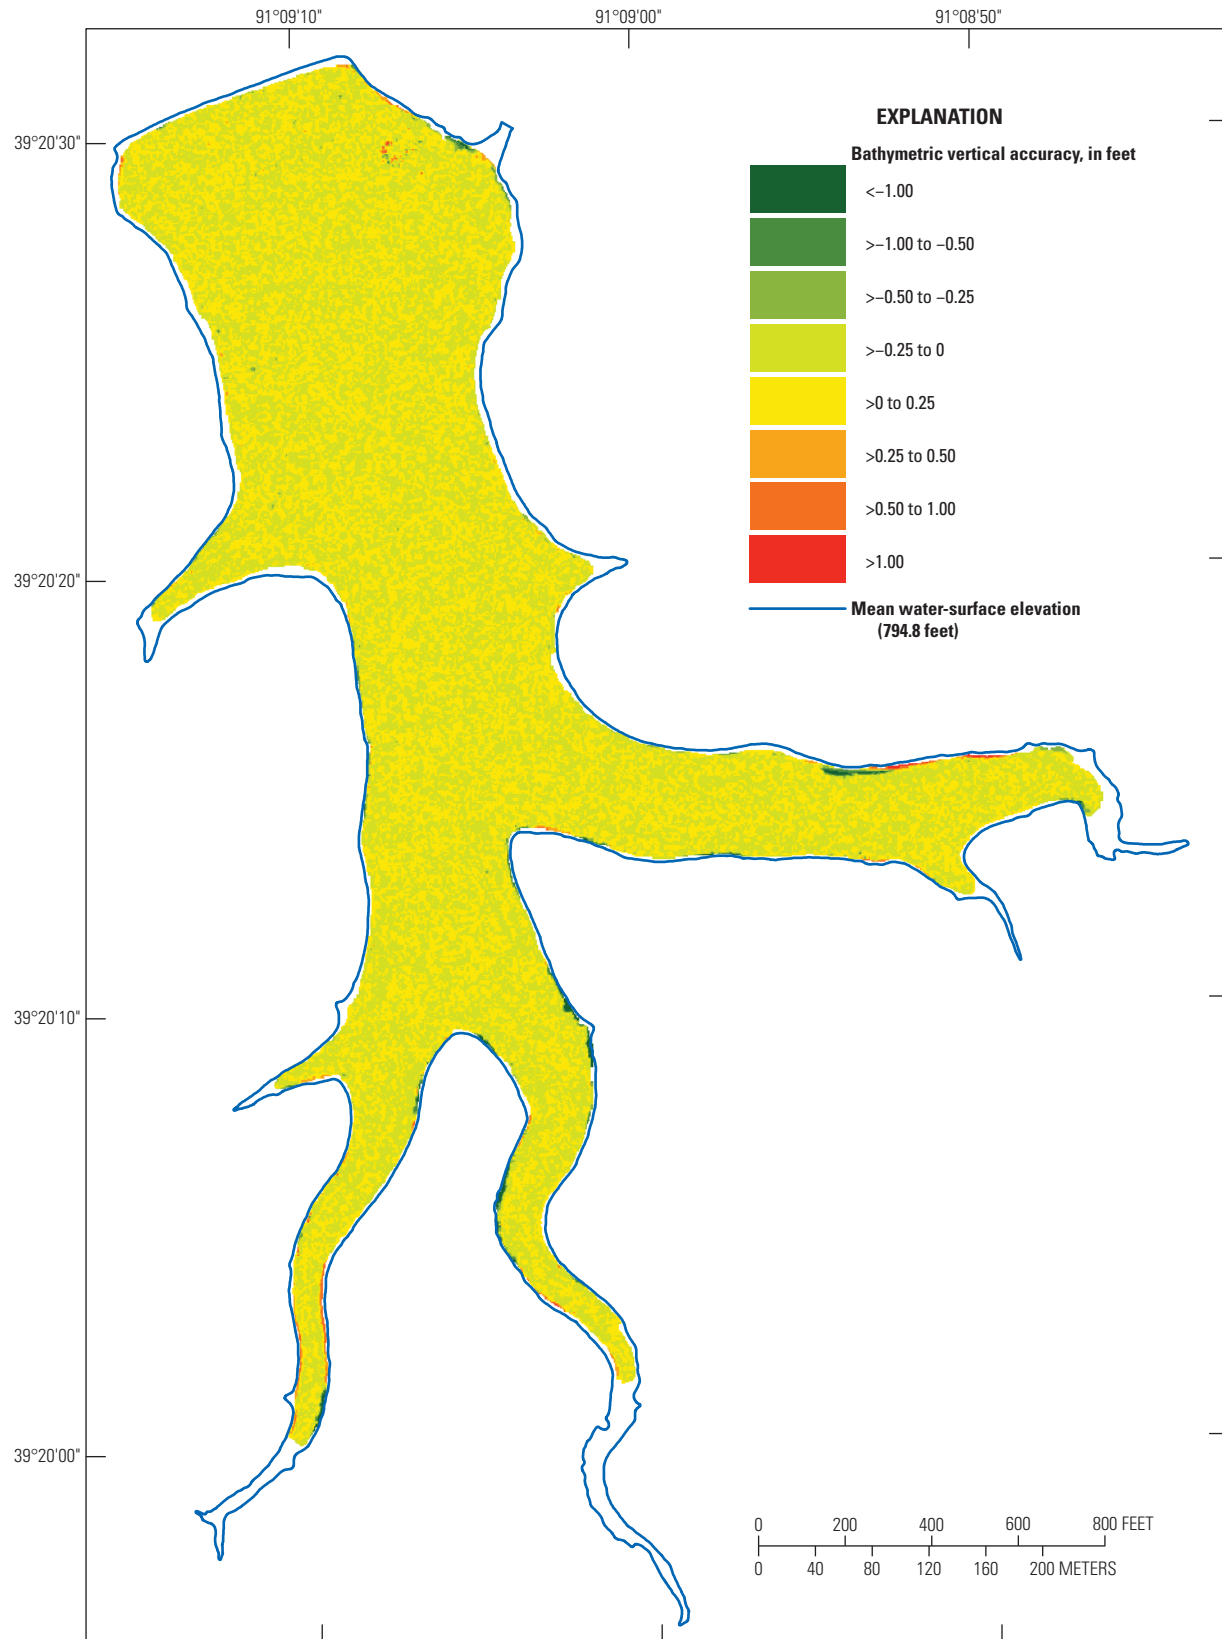 91°09'10" 91°09'00" 91°08'50"
39°20'30"
39°20'20"
39°20'10"
39°20'00"
EXPLANATION
Bathymetric vertical accuracy, in feet
<–1.00
>–1.00 to –0.50
>–0.50 to –0.25
>–0.25 to 0
>0 to 0.25
>0.25 to 0.50
>0.50 to 1.00
>1.00
Mean water-surface elevation
(794.8 feet)
0 200 400 600 800 FEET
0 40 80 120 160 200 METERS